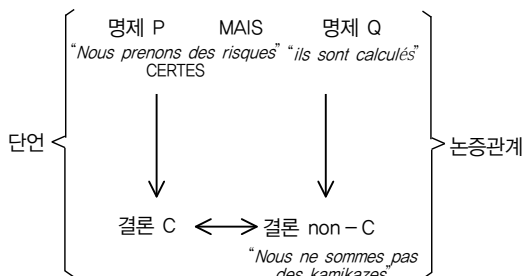 명제 P MAIS 명제 Q
“Nous prenons des risques” “ils sont calculés”
CERTES
단언 논증관계
결론 C 결론 non－C
“Nous ne sommes pas
des kamikazes”